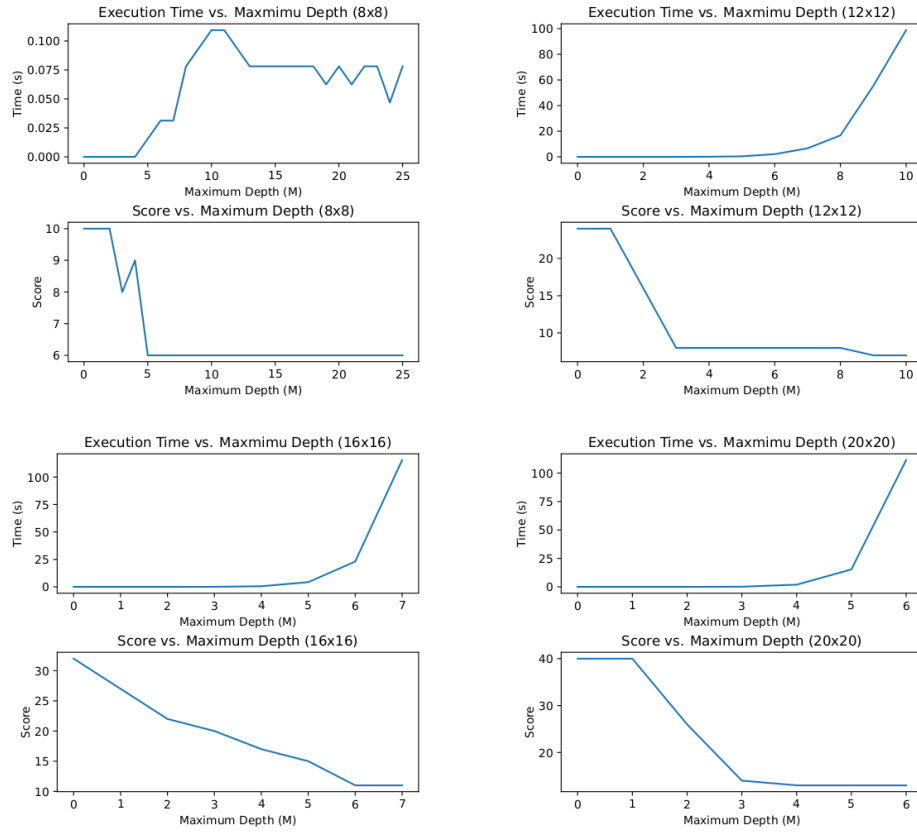 Execution Time vs. Maxmimu Depth (8x8)
0.100
0.075
0.050
0.025
0.000
Time (s)
0 5 10 15 20 25
Maximum Depth (M)
Score vs. Maximum Depth (8x8)
10
9
8
7
6
Score
0 5 10 15 20 25
Maximum Depth (M)
Execution Time vs. Maxmimu Depth (12x12)
100
80
60
40
20
0
Time (s)
0 2 4 6 8 10
Maximum Depth (M)
Score vs. Maximum Depth (12x12)
20
15
10
Score
0 2 4 6 8 10
Maximum Depth (M)
Execution Time vs. Maxmimu Depth (16x16)
100
75
50
25
0
Time (s)
0 1 2 3 4 5 6 7
Maximum Depth (M)
Score vs. Maximum Depth (16x16)
30
25
20
15
10
Score
0 1 2 3 4 5 6 7
Maximum Depth (M)
Execution Time vs. Maxmimu Depth (20x20)
100
75
50
25
0
Time (s)
0 1 2 3 4 5 6
Maximum Depth (M)
Score vs. Maximum Depth (20x20)
40
30
20
Score
0 1 2 3 4 5 6
Maximum Depth (M)